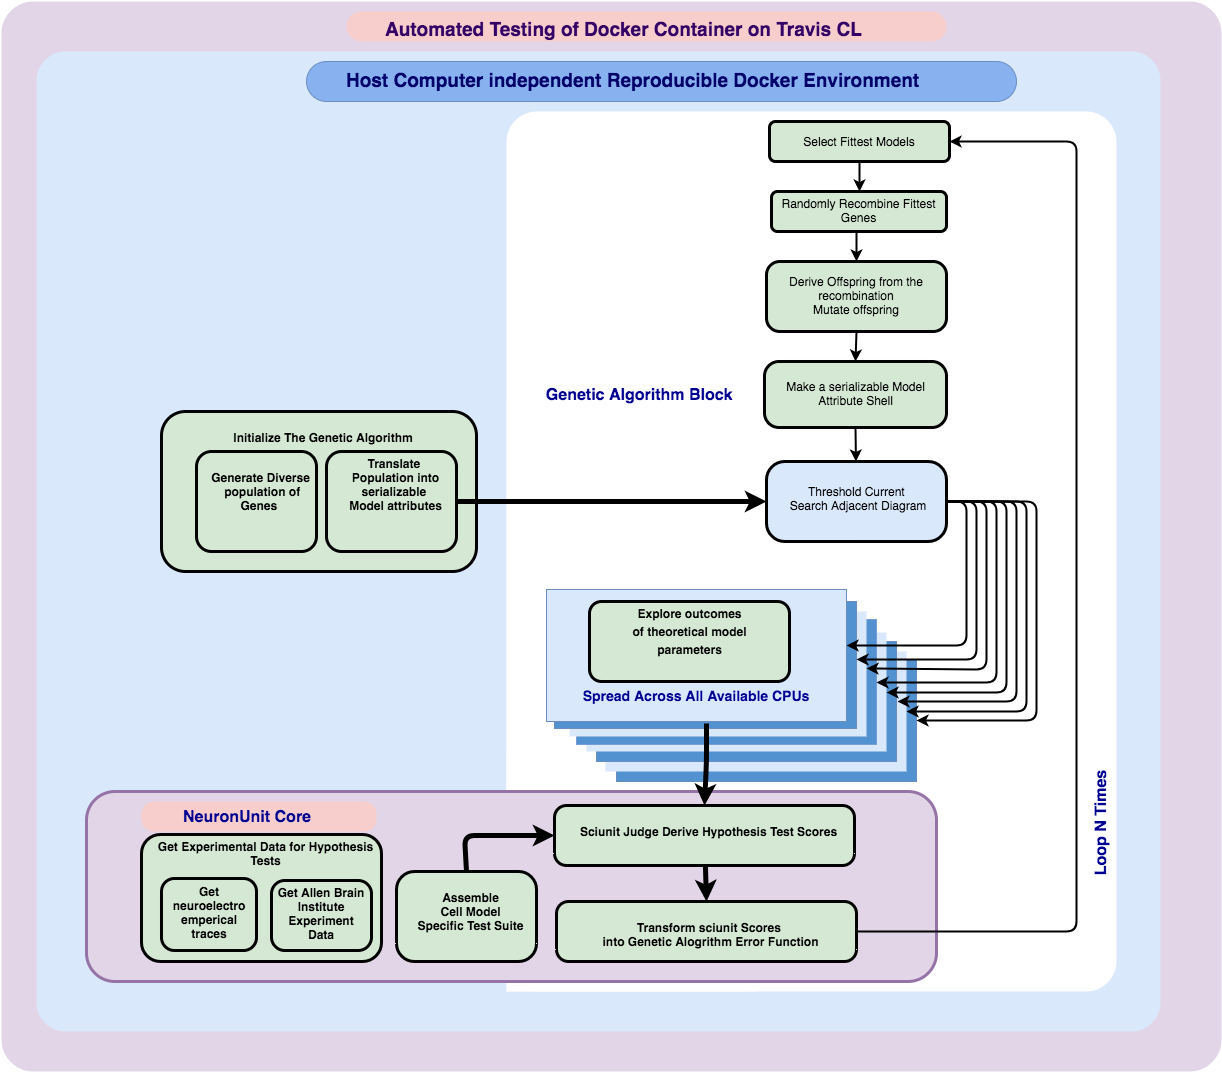 Automated Testing of Docker Container on Travis CL
Host Computer independent Reproducible Docker Environment
Select Fittest Models
Randomly Recombine Fittest
Genes
Derive Offspring from the
recombination
Mutate offspring
Genetic Algorithm Block
Make a serializable Model
Attribute Shell
Initialize The Genetic Algorithm
Generate Diverse
population of
Genes
Translate
Population into
serializable
Model attributes
Threshold Current
Search Adjacent Diagram
Explore outcomes
of theoretical model
parameters
Spread Across All Available CPUs
Loop N Times
NeuronUnit Core
Get Experimental Data for Hypothesis
Tests
Get
neuroelectro
emperical
traces
Get Allen Brain
Institute
Experiment
Data
Assemble
Cell Model
Specific Test Suite
Sciunit Judge Derive Hypothesis Test Scores
Transform sciunit Scores
into Genetic Alogrithm Error Function